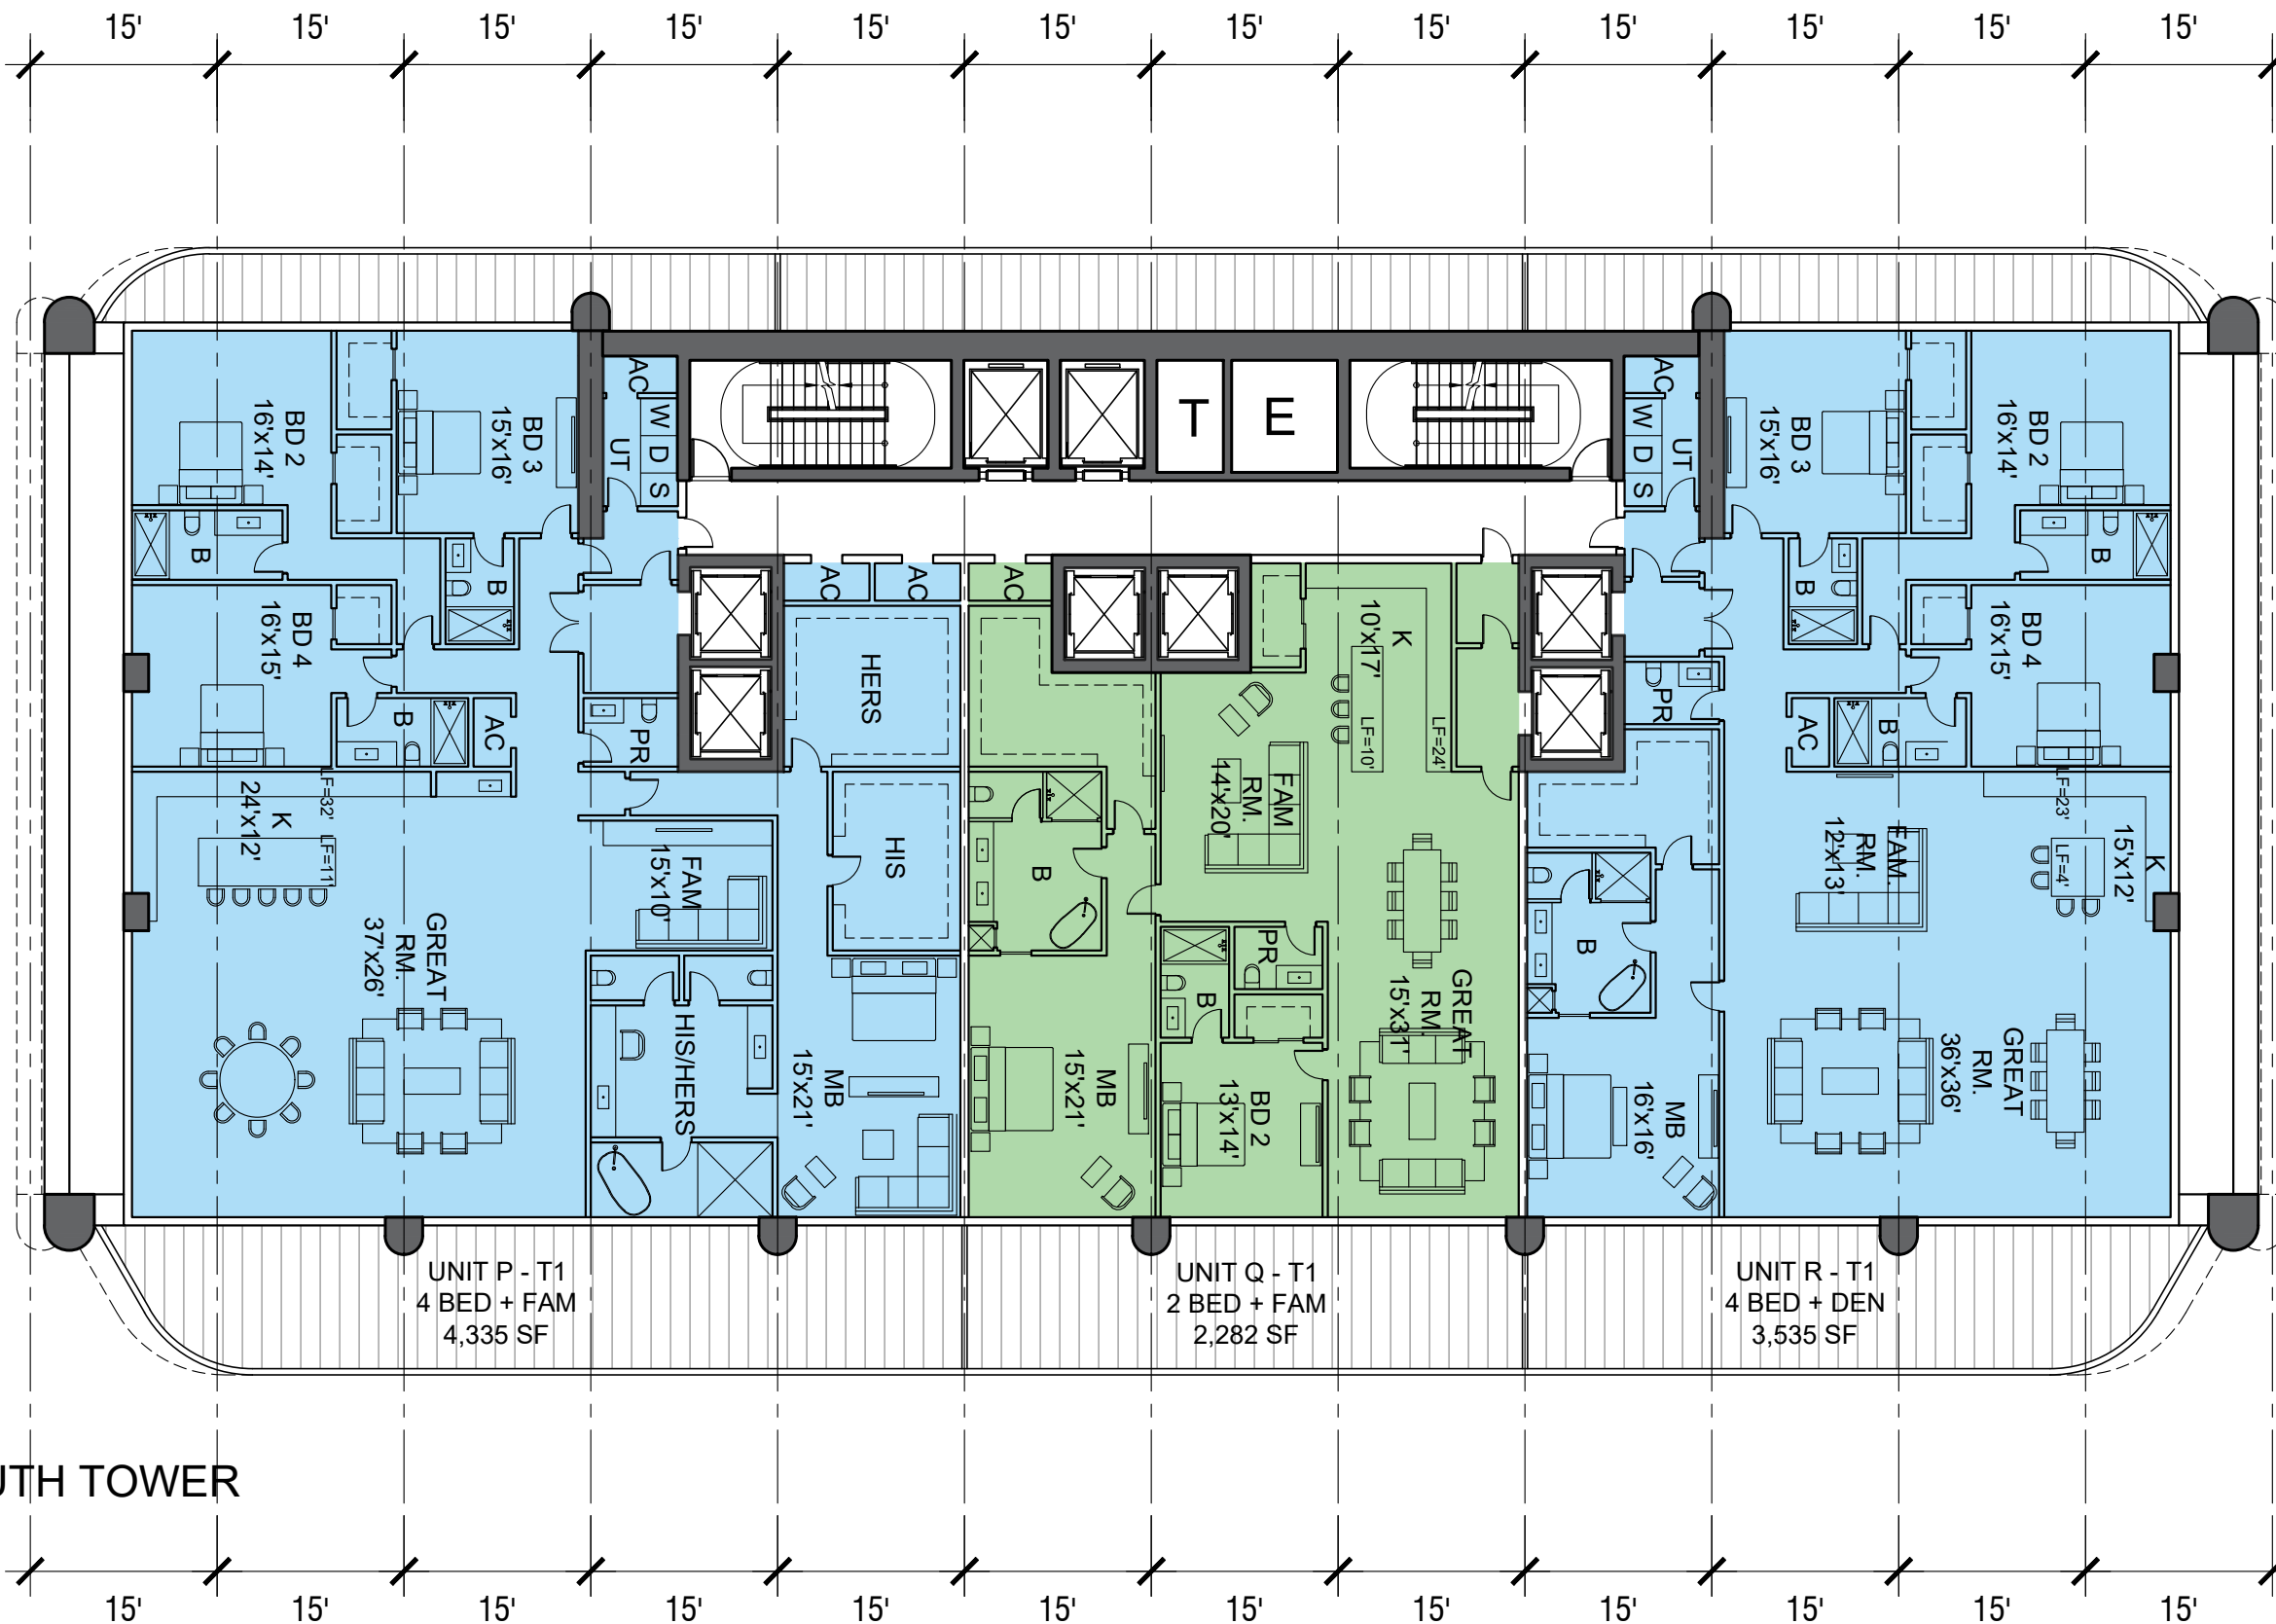 15' 15' 15' 15' 15' 15' 15' 15' 15' 15' 15' 15'
BD 2
16'x14'
BD 3
15'x16'
AC
W
D
S
UT
T
E
AC
W
D
S
UT
BD 3
15'x16'
BD 2
16'x14'
B
B
BD 4
16'x15'
B
AC
PR
AC
AC
AC
HERS
HIS
K
10'x17'
LF=10'
LF=24'
B
B
BD 4
16'x15'
PR
AC
B
K
24'x12'
LF=32'
LF=11'
FAM
15'x10'
GREAT
RM.
37'x26'
HIS/HERS
MB
15'x21'
B
MB
15'x21'
FAM
RM.
14'x20'
PR
B
BD 2
13'x14'
GREAT
RM.
15'x31'
B
MB
16'x16'
FAM.
RM.
12'x13'
LF=23'
LF=4'
K
15'x12'
GREAT
RM.
36'x36'
UNIT P - T1
4 BED + FAM
4,335 SF
UNIT Q - T1
2 BED + FAM
2,282 SF
UNIT R - T1
4 BED + DEN
3,535 SF
UTH TOWER
15' 15' 15' 15' 15' 15' 15' 15' 15' 15' 15' 15'